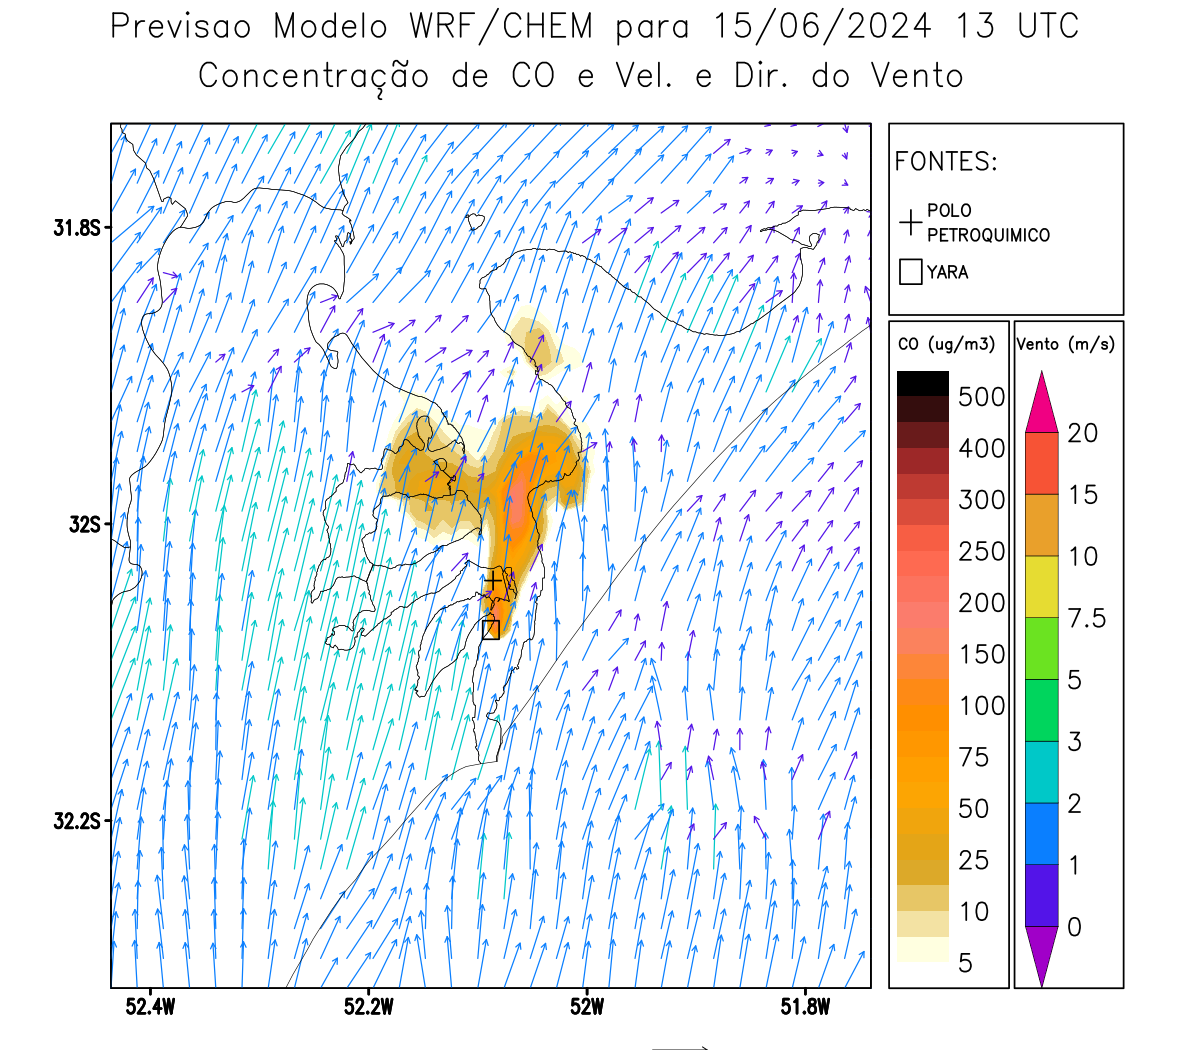 Previsao Modelo WRF/CHEM para 15/06/2024 13 UTC
Concentração de CO e Vel. e Dir. do Vento
FONTES:
POLO
PETROQUIMICO
YARA
31.8S
32S
32.2S
52.4W
52.2W
52W
51.8W
CO (ug/m3)
500
400
300
250
200
150
100
75
50
25
10
5
Vento (m/s)
20
15
10
7.5
5
3
2
1
0